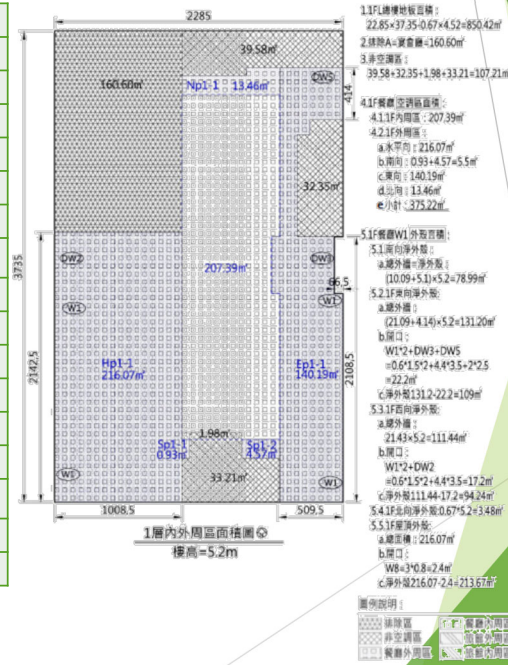 2285
39.58㎡
160.60㎡
Np1-1 13.46㎡
DW5
414
32.35㎡
3735
DW2
207.39㎡
DW3
66.5
W1
W1
2142.5
Hp1-1
216.07㎡
Ep1-1
140.19㎡
2108.5
1.98㎡
Sp1-1
0.93㎡
Sp1-2
4.57㎡
W1
33.21㎡
W1
1008.5
509.5
1層內外周區面積圖
樓高=5.2m
1.1FL總樓地板面積:
22.85×37.35-0.67×4.52=850.42㎡
2.排除A=宴會廳=160.60㎡
3.非空調區:
39.58+32.35+1.98+33.21=107.21㎡
4.1F餐廳空調區面積:
4.1.1F內周區:207.39㎡
4.2.1F外周區:
a.水平向:216.07㎡
b.南向:0.93+4.57=5.5㎡
c.東向:140.19㎡
d.北向:13.46㎡
e.小計:375.22㎡
5.1F餐廳W1外殼面積:
5.1.南向淨外殼:
a.總外牆=淨外殼:
(10.09+5.1)×5.2=78.99㎡
5.2.1F東向淨外殼:
a.總外牆:
(21.09+4.14)×5.2=131.20㎡
b.開口:
W1*2+DW3+DW5
=0.6*1.5*2+4.4*3.5+2*2.5
=22.2㎡
c.淨外殼131.2-22.2=109㎡
5.3.1F西向淨外殼:
a.總外牆:
21.43×5.2=111.44㎡
b.開口:
W1*2+DW2
=0.6*1.5*2+4.4*3.5=17.2㎡
c.淨外殼111.44-17.2=94.24㎡
5.4.1F北向淨外殼:0.67*5.2=3.48㎡
5.5.1F屋頂外殼:
a.總面積:216.07㎡
b.開口:
W8=3*0.8=2.4㎡
c.淨外殼216.07-2.4=213.67㎡
圖例說明:
排除區
餐廳內周區
非空調區
餐廳外周區